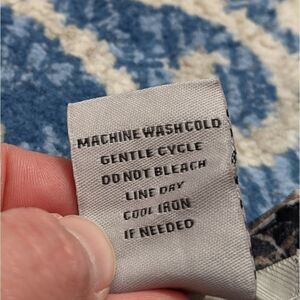 MACHINE WASH COLD
GENTLE CYCLE
DO NOT BLEACH
LINE DRY
COOL IRON
IF NEEDED